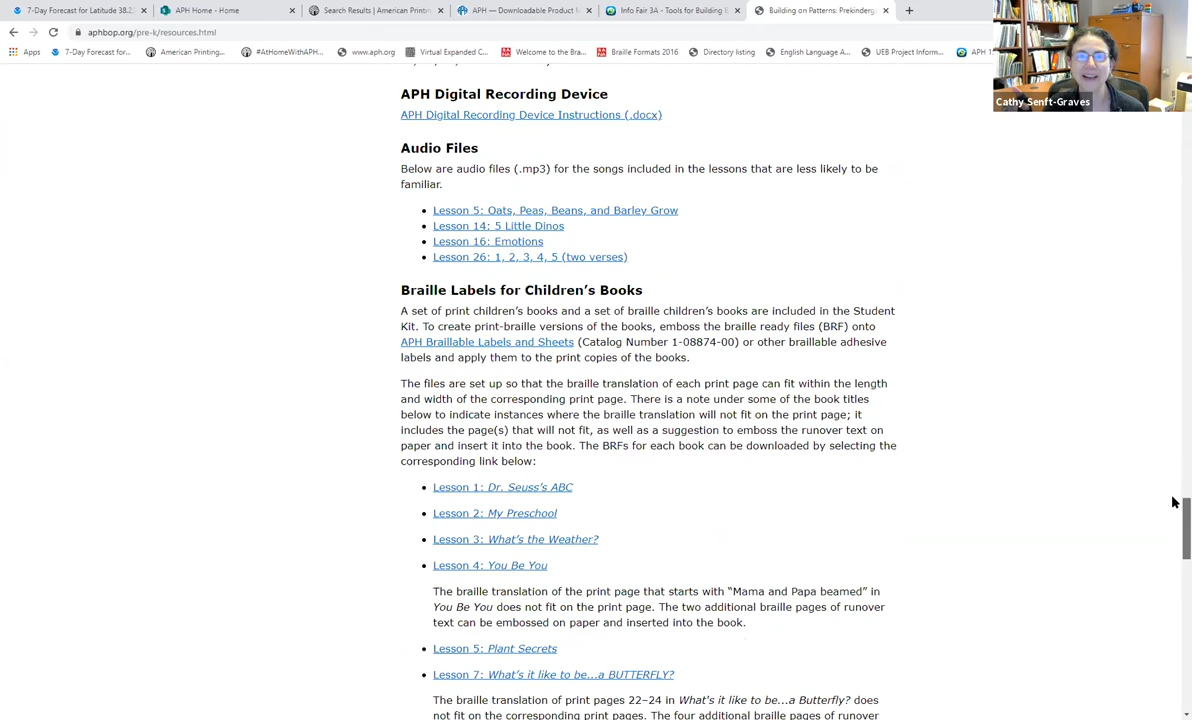 7-Day Forecast for Latitude 38.2
APH Home - Home
Search Results | American Printin
APH — Downloadable Product M
Info Fair 3A - Tools for Building B
Building on Patterns: Prekinderga
aphbop.org/pre-k/resources.html
Apps
7-Day Forecast for...
American Printing...
#AtHomeWithAPH...
www.aph.org
Virtual Expanded C...
Welcome to the Bra...
Braille Formats 2016
Directory listing
English Language A...
UEB Project Inform...
Cathy Senft-Graves
APH Digital Recording Device
APH Digital Recording Device Instructions (.docx)
Audio Files
Below are audio files (.mp3) for the songs included in the lessons that are less likely to be
familiar.
Lesson 5: Oats, Peas, Beans, and Barley Grow
Lesson 14: 5 Little Dinos
Lesson 16: Emotions
Lesson 26: 1, 2, 3, 4, 5 (two verses)
Braille Labels for Children's Books
A set of print children's books and a set of braille children's books are included in the Student
Kit. To create print-braille versions of the books, emboss the braille ready files (BRF) onto
APH Braillable Labels and Sheets (Catalog Number 1-08874-00) or other braillable adhesive
labels and apply them to the print copies of the books.
The files are set up so that the braille translation of each print page can fit within the length
and width of the corresponding print page. There is a note under some of the book titles
below to indicate instances where the braille translation will not fit on the print page; it
includes the page(s) that will not fit, as well as a suggestion to emboss the runover text on
paper and insert it into the book. The BRFs for each book can be downloaded by selecting the
corresponding link below:
Lesson 1: Dr. Seuss's ABC
Lesson 2: My Preschool
Lesson 3: What's the Weather?
Lesson 4: You Be You
The braille translation of the print page that starts with "Mama and Papa beamed" in
You Be You does not fit on the print page. The two additional braille pages of runover
text can be embossed on paper and inserted into the book.
Lesson 5: Plant Secrets
Lesson 7: What's it like to be...a BUTTERFLY?
The braille translation of print pages 22–24 in What's it like to be...a Butterfly? does
not fit on the corresponding print pages. The four additional braille pages of runover